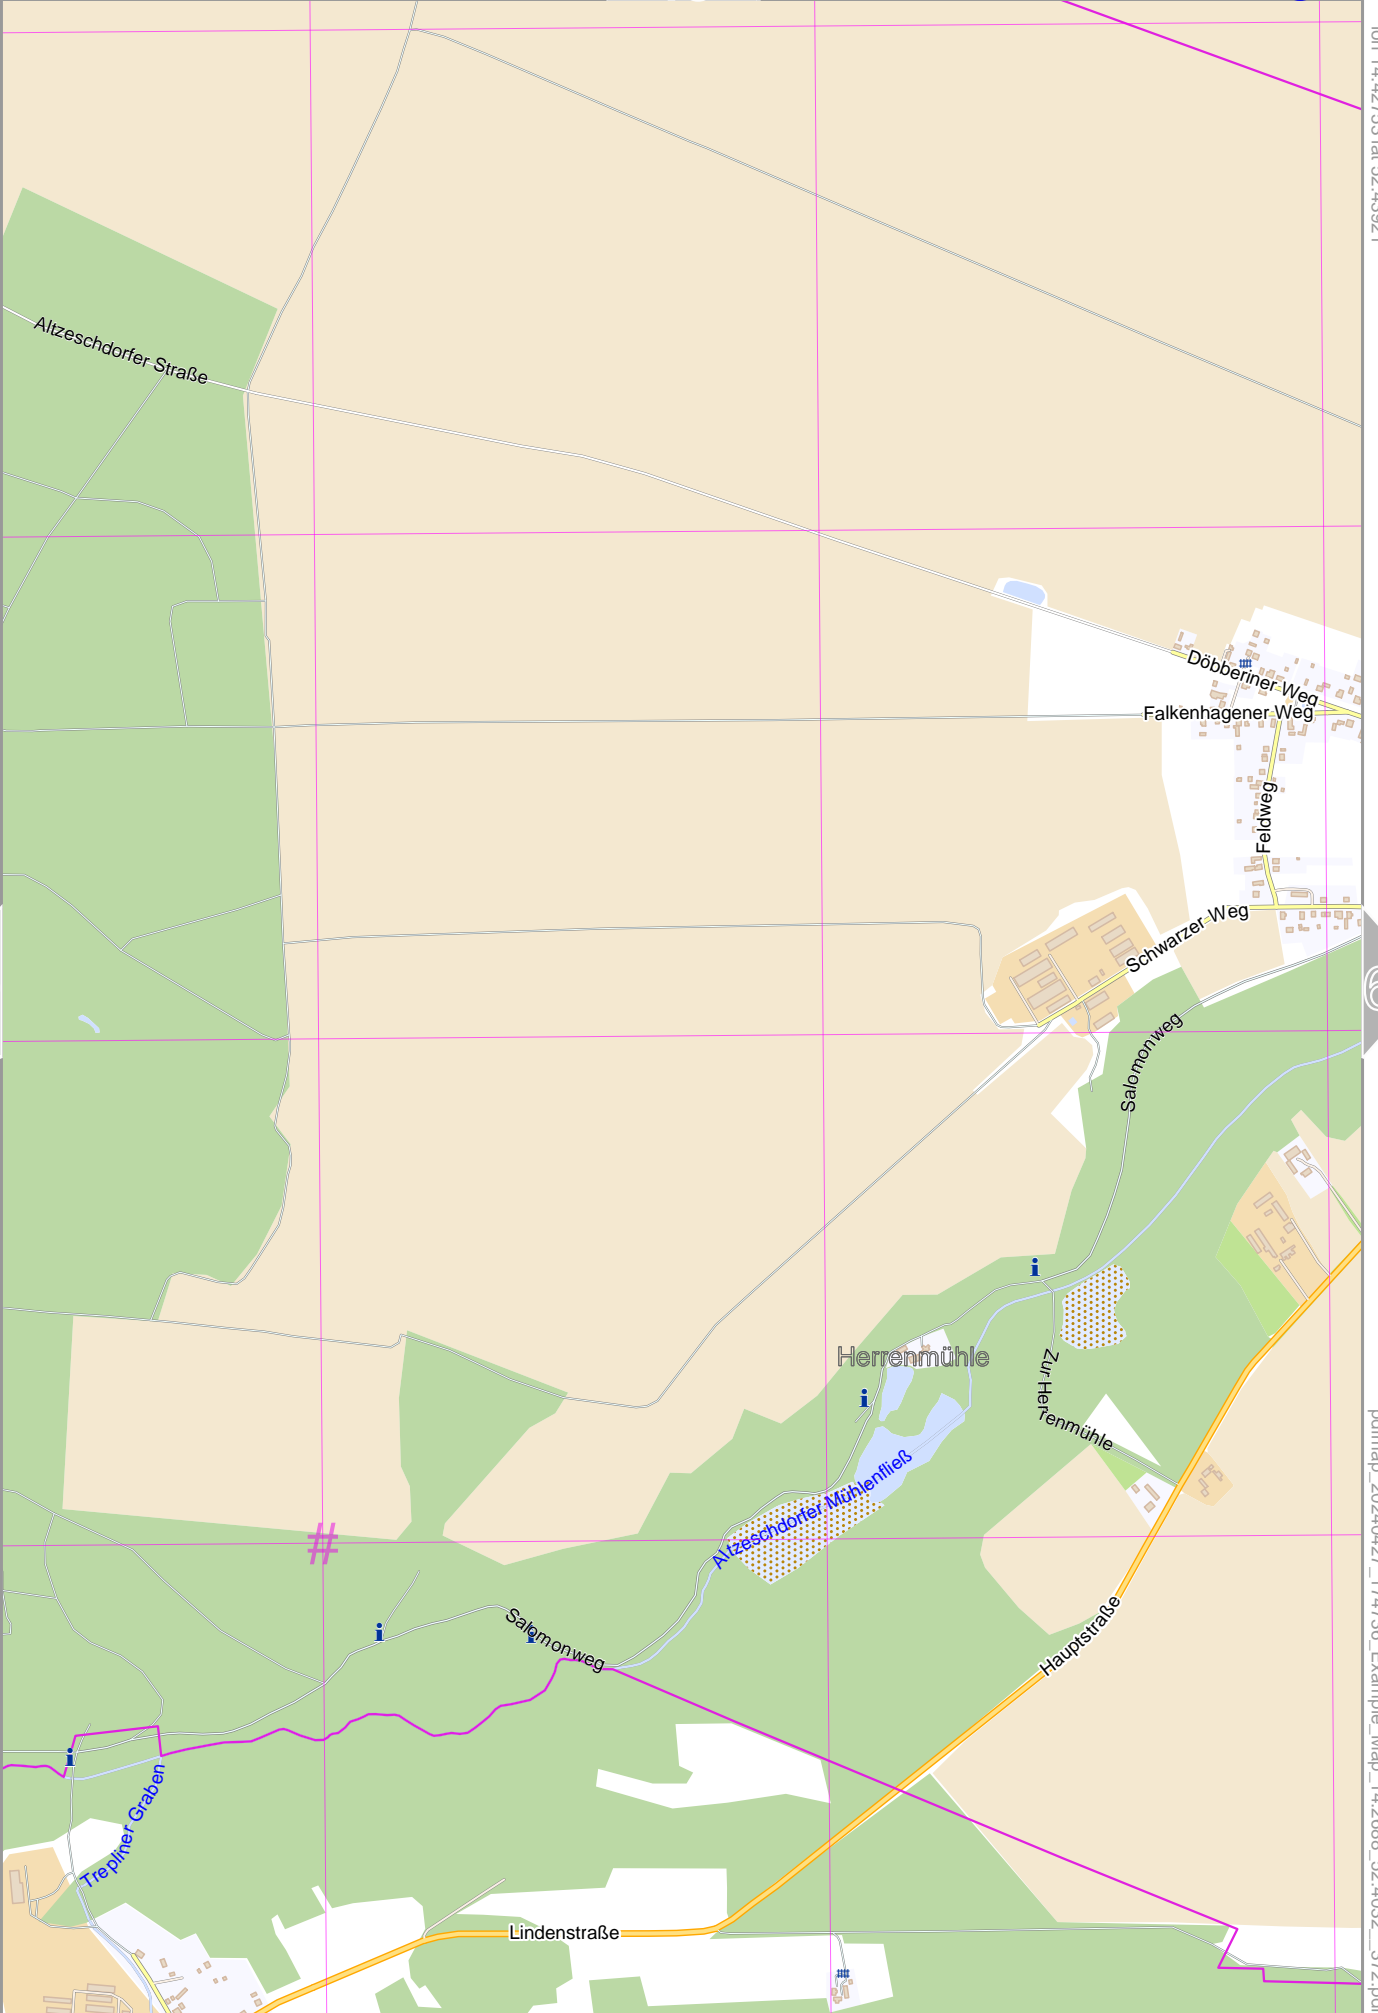 Altzeschdorfer Straße
Döbberiner Weg
Falkenhagener Weg
Feldweg
Schwarzer Weg
Salomonweg
Herrenmühle
Zur Herrenmühle
Altzeschdorfer Mühlenfließ
#
Salomonweg
Hauptstraße
Trepliner Graben
Lindenstraße